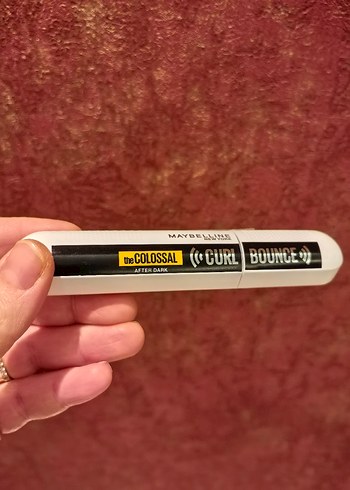 MAYBELLINE
NEW YORK
the COLOSSAL
AFTER DARK
CURL BOUNCE